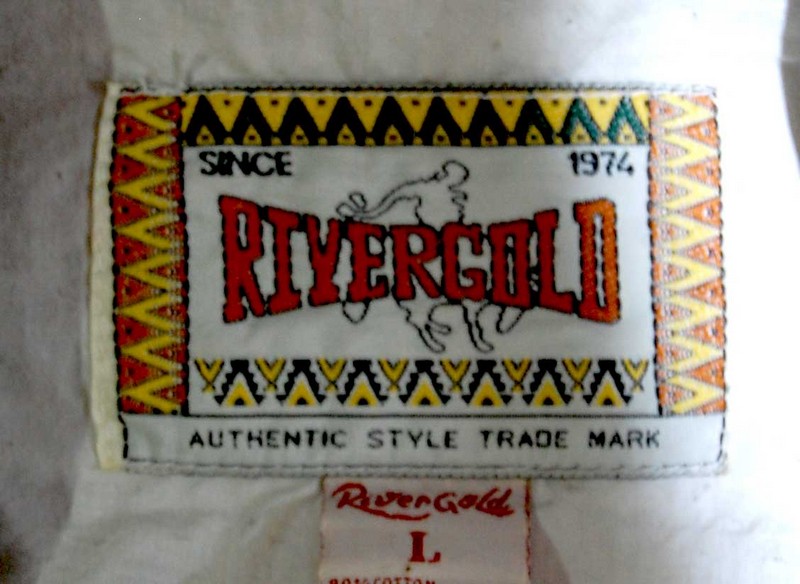 SINCE 1974
RIVERGOLD
AUTHENTIC STYLE TRADE MARK
RiverGold
L